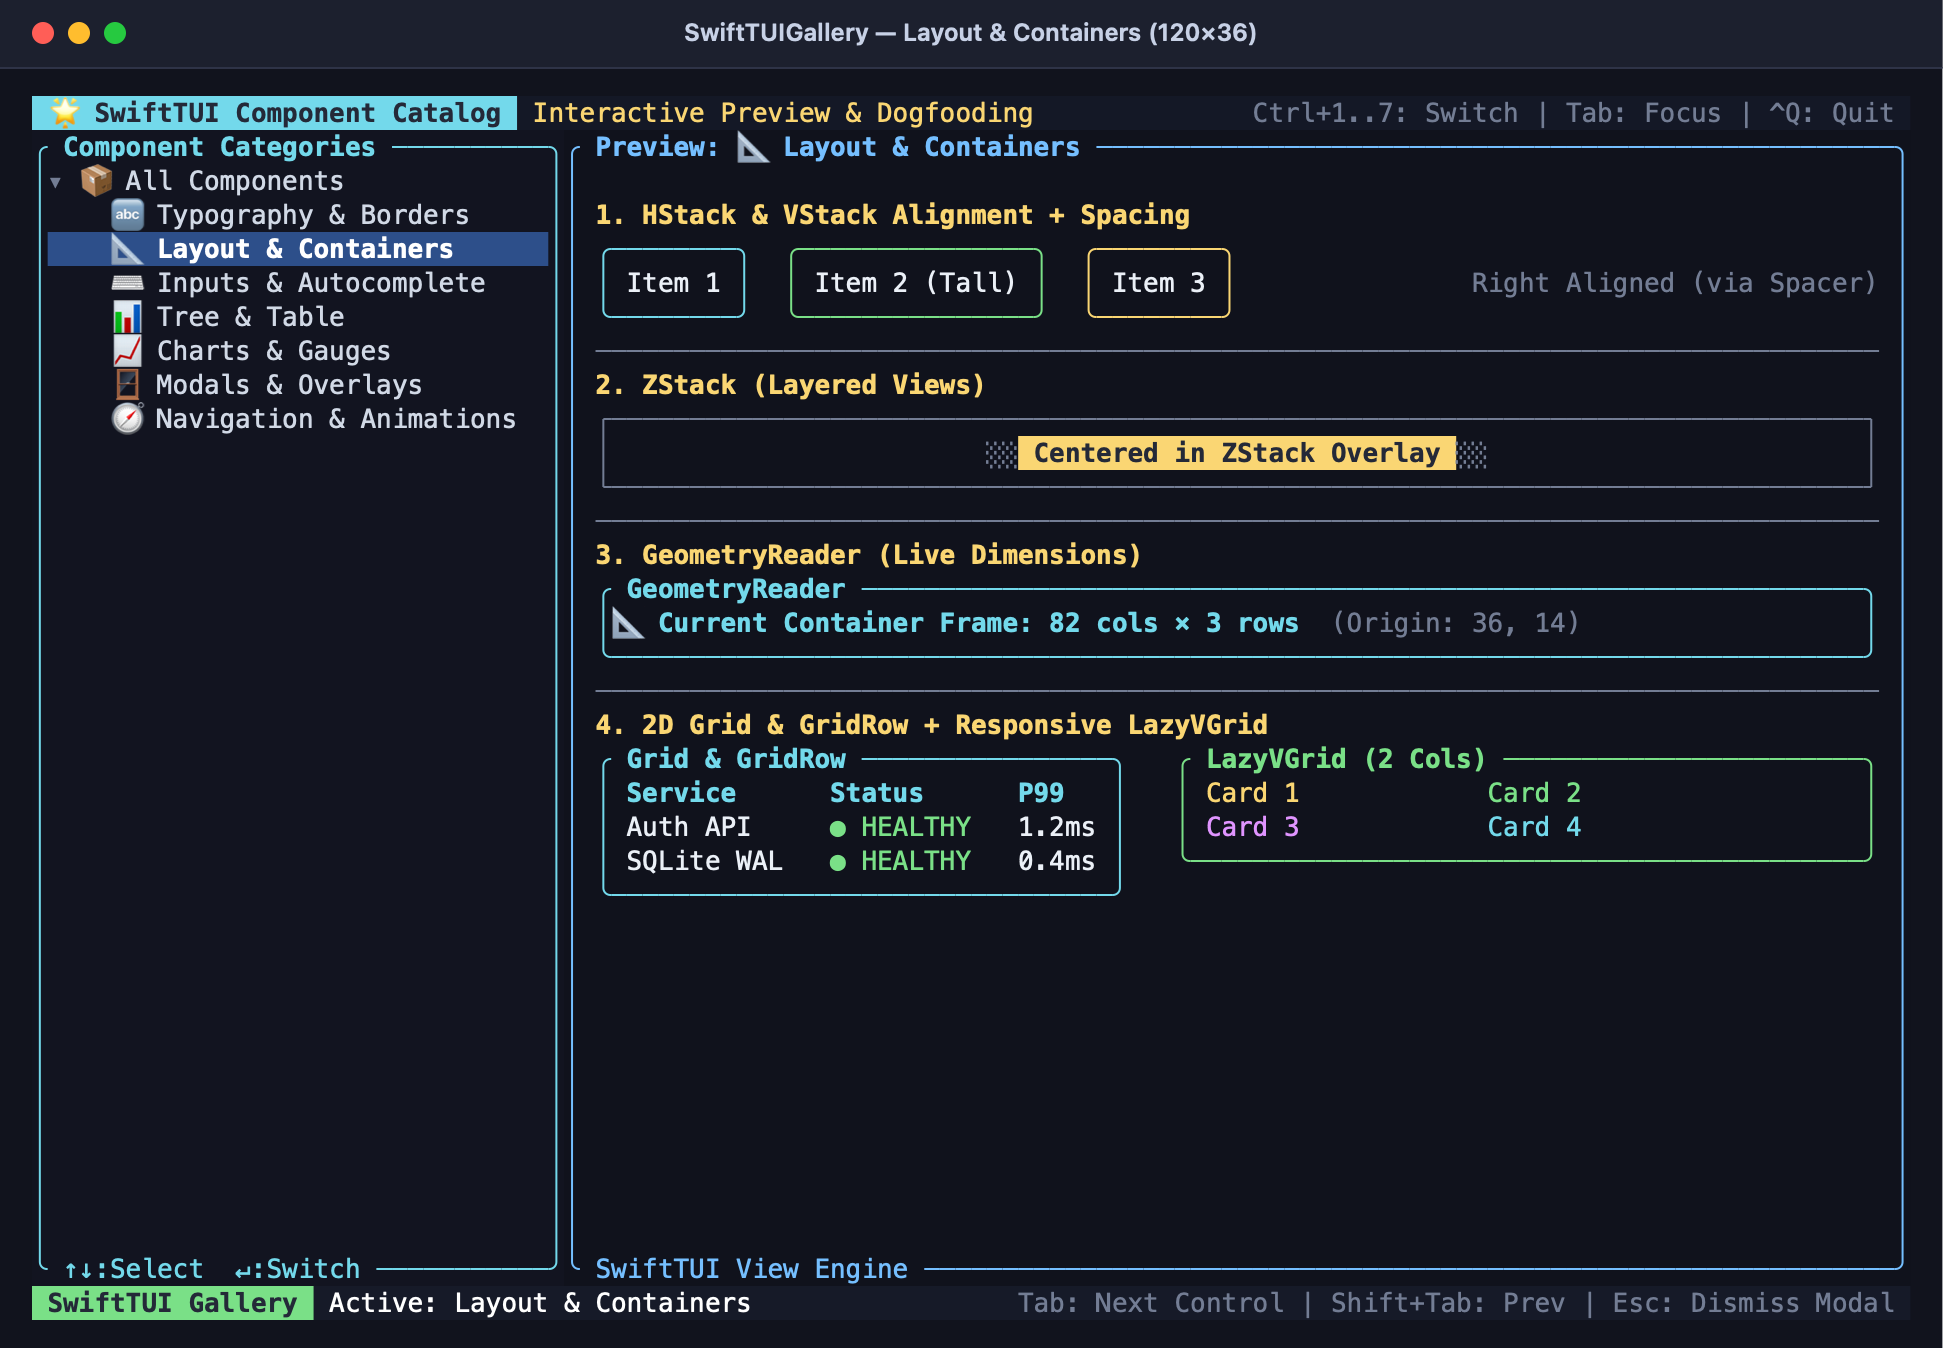 SwiftTUIGallery — Layout & Containers (120×36)
🌟 SwiftTUI Component Catalog Interactive Preview & Dogfooding Ctrl+1..7: Switch | Tab: Focus | ^Q: Quit
Component Categories
▾ 📦 All Components
🔤 Typography & Borders
📐 Layout & Containers
⌨️ Inputs & Autocomplete
📊 Tree & Table
📈 Charts & Gauges
🪟 Modals & Overlays
🧭 Navigation & Animations
↑↓:Select ↵:Switch
Preview: 📐 Layout & Containers
1. HStack & VStack Alignment + Spacing
Item 1 Item 2 (Tall) Item 3 Right Aligned (via Spacer)
2. ZStack (Layered Views)
░░ Centered in ZStack Overlay ░░
3. GeometryReader (Live Dimensions)
GeometryReader
📐 Current Container Frame: 82 cols × 3 rows (Origin: 36, 14)
4. 2D Grid & GridRow + Responsive LazyVGrid
Grid & GridRow
Service Status P99
Auth API ● HEALTHY 1.2ms
SQLite WAL ● HEALTHY 0.4ms
LazyVGrid (2 Cols)
Card 1 Card 2
Card 3 Card 4
SwiftTUI View Engine
SwiftTUI Gallery Active: Layout & Containers Tab: Next Control | Shift+Tab: Prev | Esc: Dismiss Modal